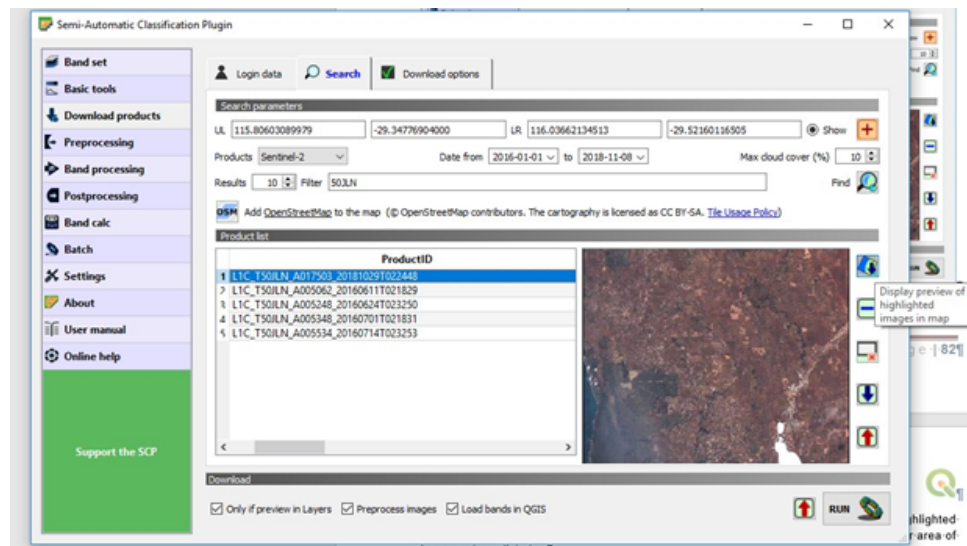 Semi-Automatic Classification Plugin
Band set
Basic tools
Download products
Preprocessing
Band processing
Postprocessing
Band calc
Batch
Settings
About
User manual
Online help
Support the SCP
Login data Search Download options
Search parameters
UL 115.80603089979 -29.34776904000 LR 116.03662134513 -29.52160116505 Show
Products Sentinel-2 Date from 2016-01-01 to 2018-11-08 Max cloud cover (%) 10
Results 10 Filter 50JLN Find
OSM Add OpenStreetMap to the map (© OpenStreetMap contributors. The cartography is licensed as CC BY-SA. Tile Usage Policy)
Product list
ProductID
1 L1C_T50JLN_A017503_20181029T022448
2 L1C_T50JLN_A005062_20160611T021829
3 L1C_T50JLN_A005248_20160624T023250
4 L1C_T50JLN_A005348_20160701T021831
5 L1C_T50JLN_A005534_20160714T023253
Display preview of
highlighted
images in map
Download
Only if preview in Layers Preprocess images Load bands in QGIS
RUN
10
Find
g e | 82¶
hlighted
r area of